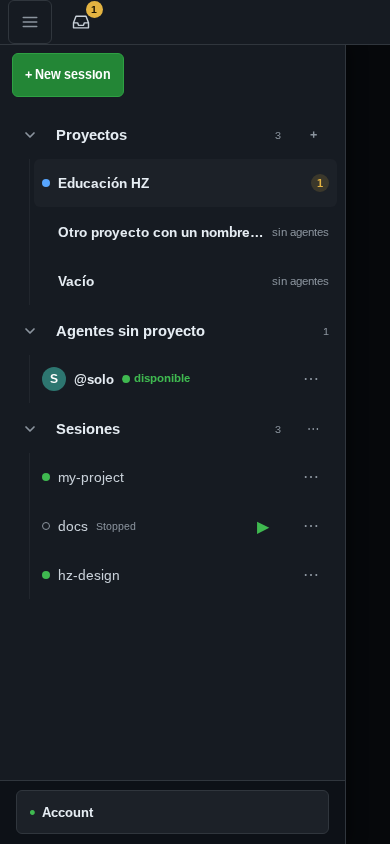 1
+ New session
Proyectos 3 +
Educación HZ 1
Otro proyecto con un nombre... sin agentes
Vacío sin agentes
Agentes sin proyecto 1
S @solo disponible ...
Sesiones 3 ...
my-project ...
docs Stopped ...
hz-design ...
Account